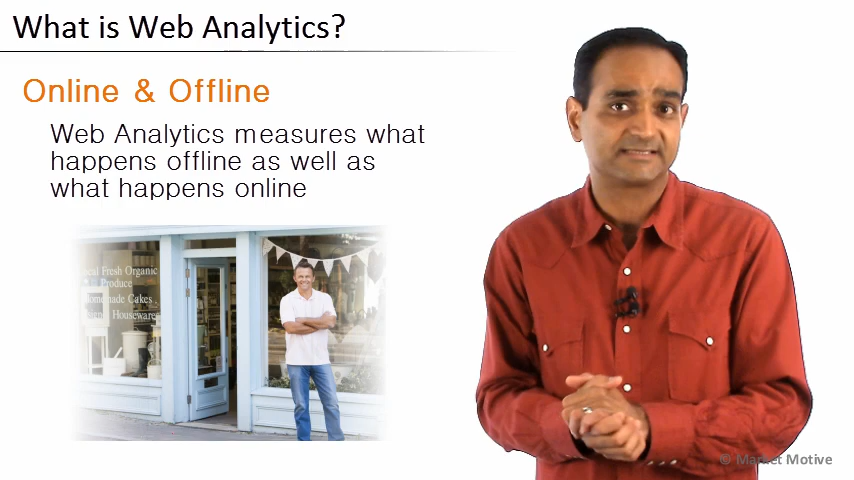 What is Web Analytics?
Online & Offline
Web Analytics measures what
happens offline as well as
what happens online
Local Fresh Organic
Produce
Homemade Cakes
Housewares
© Market Motive